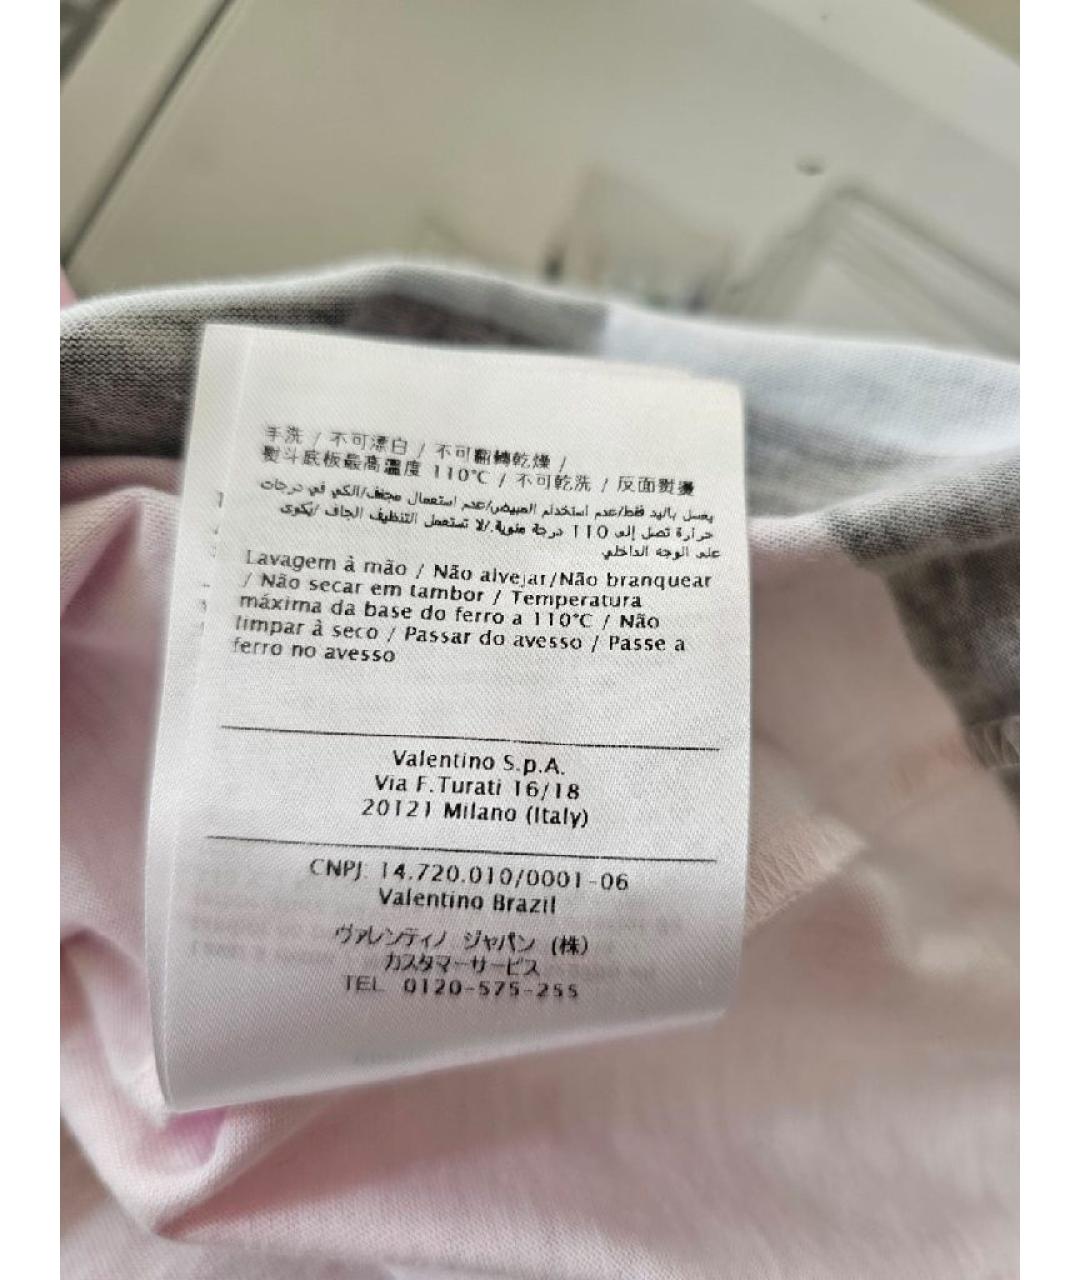 手洗 / 不可漂白 / 不可翻轉乾燥 /
熨斗底板最高溫度 110°C / 不可乾洗 / 反面熨燙
يغسل باليد فقط/عدم استخدام المبيض/عدم استعمال مجفف/الكي في درجات
حرارة تصل إلى 110 درجة مئوية./لا تستعمل التنظيف الجاف /يكوى
على الوجه الداخلي
Lavagem à mão / Não alvejar/Não branquear
/ Não secar em tambor / Temperatura
máxima da base do ferro a 110°C / Não
limpar à seco / Passar do avesso / Passe a
ferro no avesso
Valentino S.p.A.
Via F.Turati 16/18
20121 Milano (Italy)
CNPJ: 14.720.010/0001-06
Valentino Brazil
ヴァレンティノ ジャパン (株)
カスタマーサービス
TEL 0120-575-255